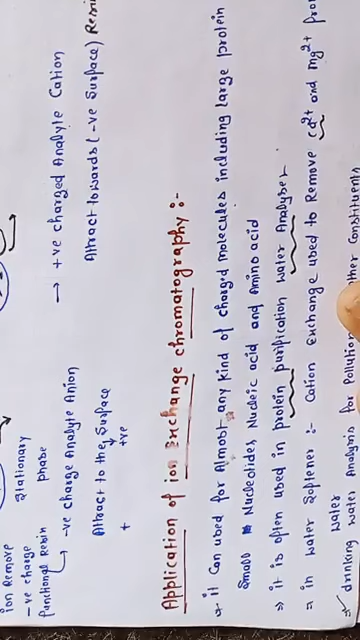 ion Remove
-ve charge
functional Resin
Stationary
phase
→ -ve charge Analyte Anion
Attract to the Surface
+ve
+
→ +ve charged Analyte Cation
Attract towards (-ve Surface) Resin
Application of ion Exchange chromatography :-
→ it Can used for Almost any kind of charged molecules including large protein
Small Nucleotides Nucleic acid and Amino acid
⇒ it is often used in protein purification water Analyser
= in water Softener :- Cation Exchange used to Remove Ca2+ and Mg2+ from
water
drinking water Analysis for Pollution other Constituents